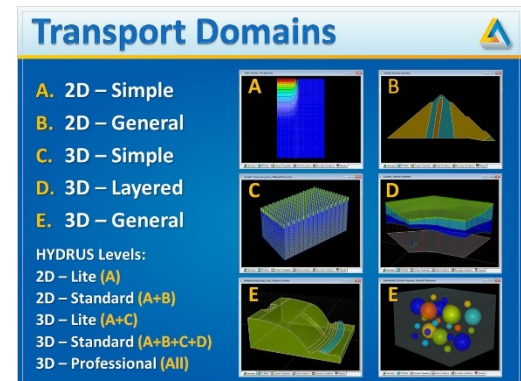 Transport Domains
A. 2D – Simple
B. 2D – General
C. 3D – Simple
D. 3D – Layered
E. 3D – General
HYDRUS Levels:
2D – Lite (A)
2D – Standard (A+B)
3D – Lite (A+C)
3D – Standard (A+B+C+D)
3D – Professional (All)
A
B
C
D
E
E